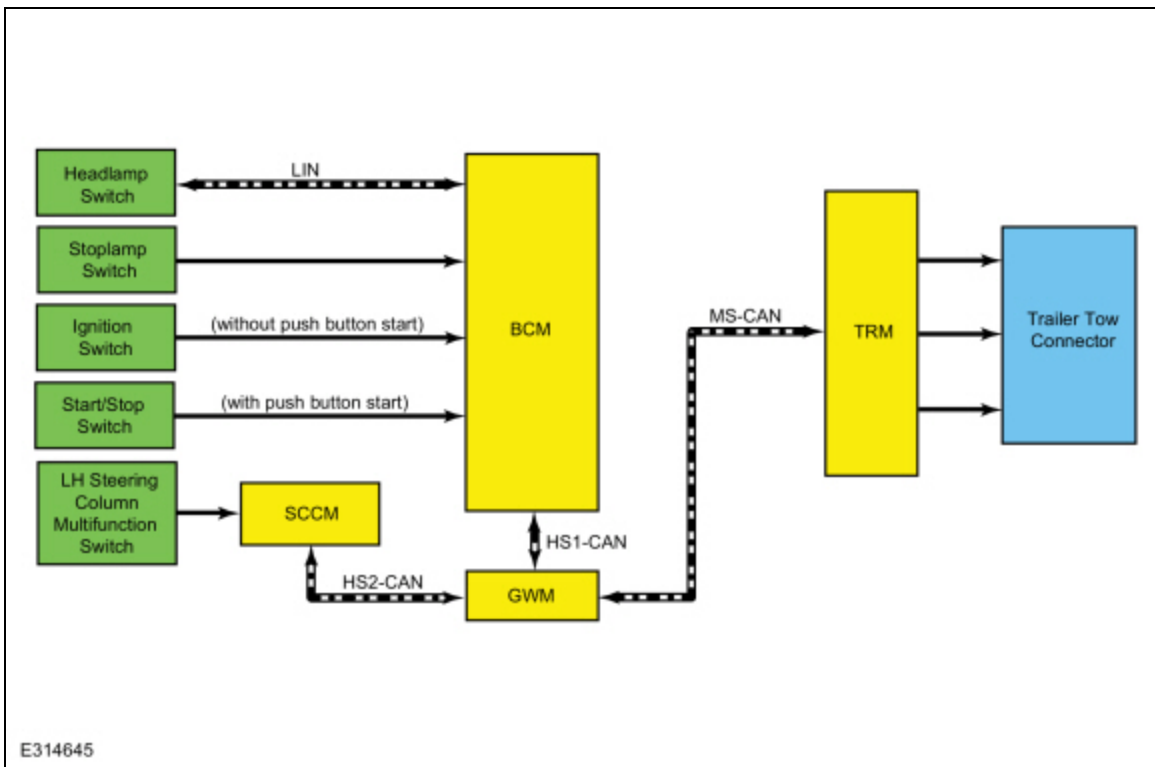 Headlamp
Switch
LIN
Stoplamp
Switch
Ignition
Switch
(without push button start)
BCM
Start/Stop
Switch
(with push button start)
LH Steering
Column
Multifunction
Switch
SCCM
HS1-CAN
HS2-CAN
GWM
MS-CAN
TRM
Trailer Tow
Connector
E314645